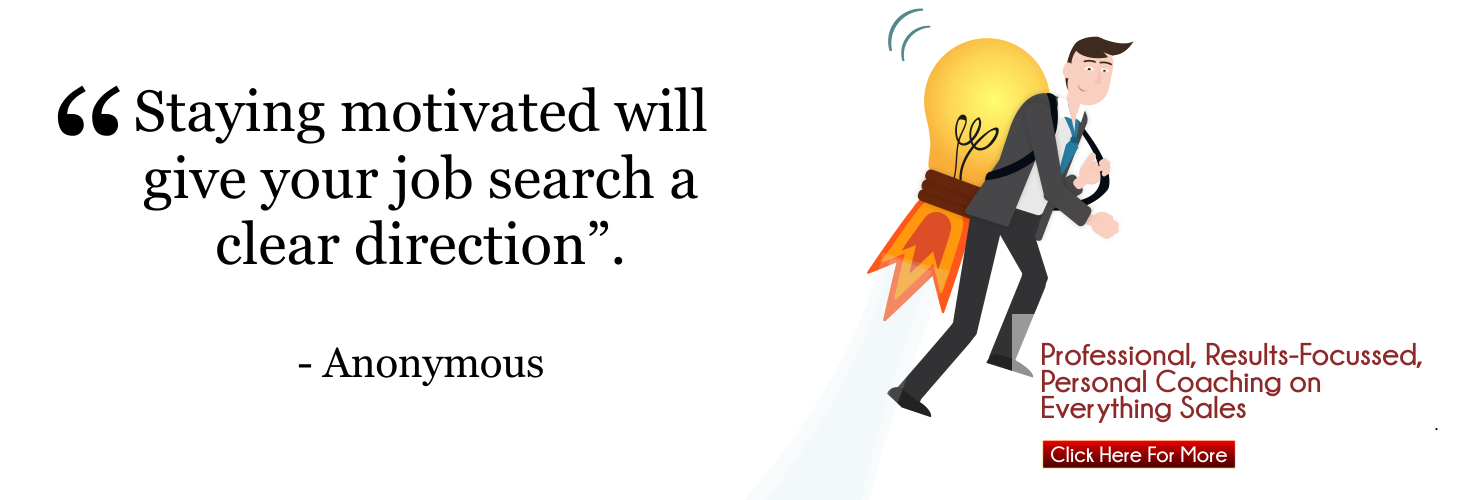 “ Staying motivated will
give your job search a
clear direction”.
- Anonymous
Professional, Results-Focussed,
Personal Coaching on
Everything Sales
.
Click Here For More